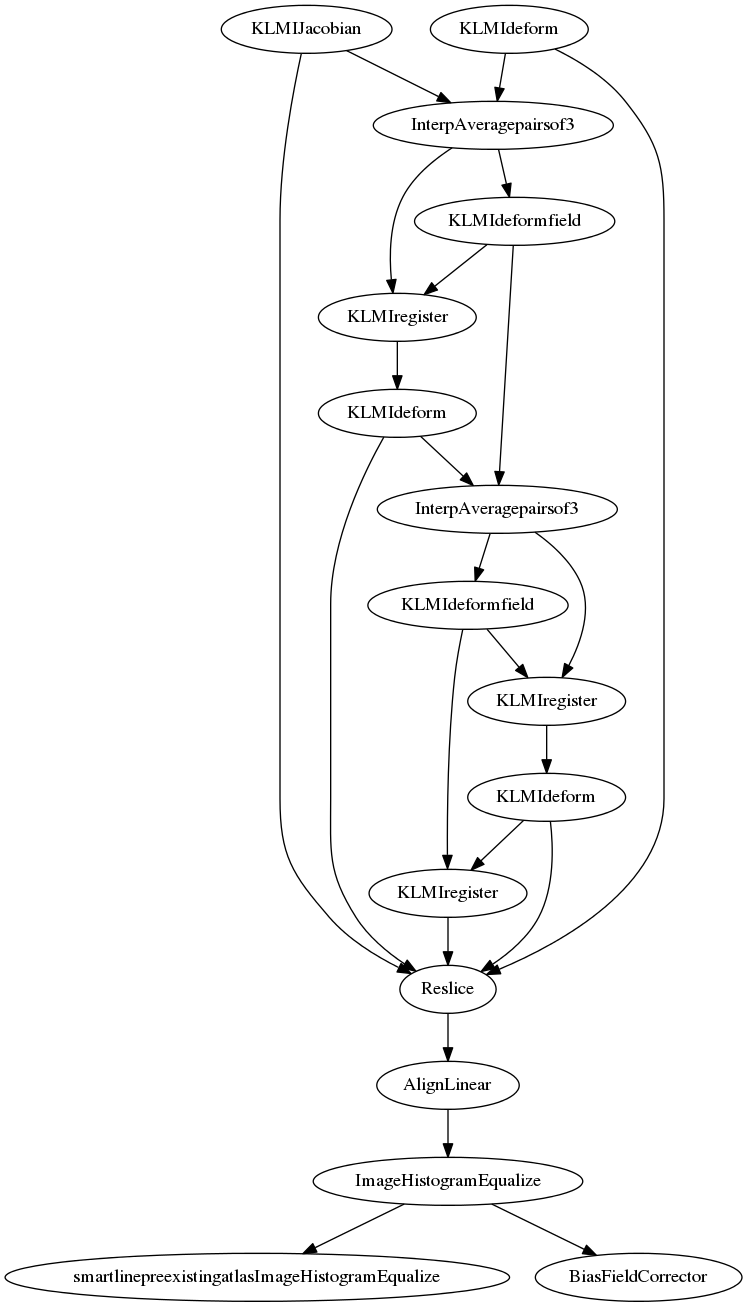 KLMIJacobian
KLMIdeform
InterpAveragepairsof3
KLMIdeformfield
KLMIregister
KLMIdeform
InterpAveragepairsof3
KLMIdeformfield
KLMIregister
KLMIdeform
KLMIregister
Reslice
AlignLinear
ImageHistogramEqualize
smartlinepreexistingatlasImageHistogramEqualize
BiasFieldCorrector